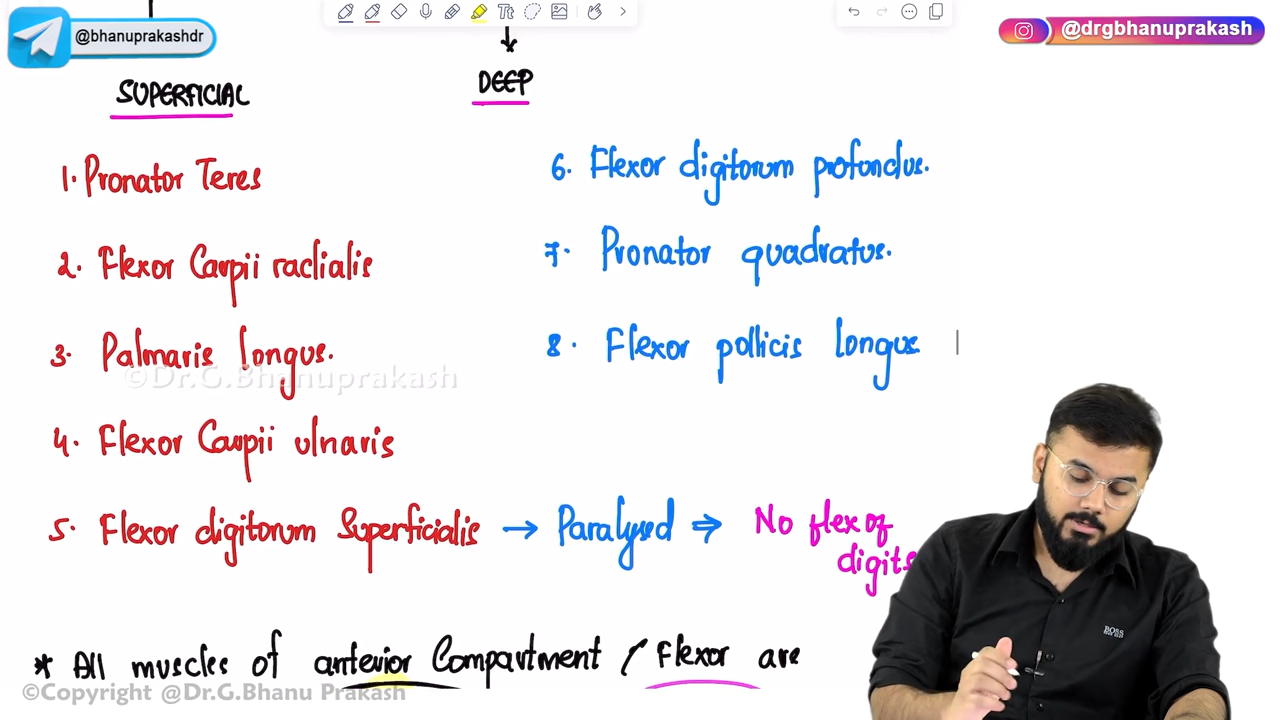 @bhanuprakashdr
@drgbhanuprakash
Tt
SUPERFICIAL
DEEP
1. Pronator Teres
2. Flexor Carpii radialis
3. Palmaris longus.
©Dr.G.Bhanuprakash
4. Flexor Carpii ulnaris
5. Flexor digitorum Superficialis → Paralysed ⇒ No flex of
digits
6. Flexor digitorum profundus.
7. Pronator quadratus.
8. Flexor pollicis longus
BOSS
* All muscles of anterior Compartment / Flexor are
©Copyright @Dr.G.Bhanu Prakash